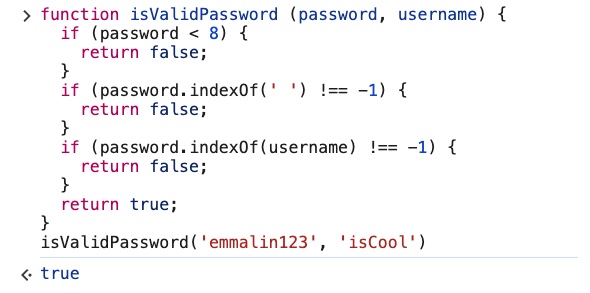 function isValidPassword (password, username) {
  if (password < 8) {
    return false;
  }
  if (password.indexOf(' ') !== -1) {
    return false;
  }
  if (password.indexOf(username) !== -1) {
    return false;
  }
  return true;
}
isValidPassword('emmalin123', 'isCool')
true